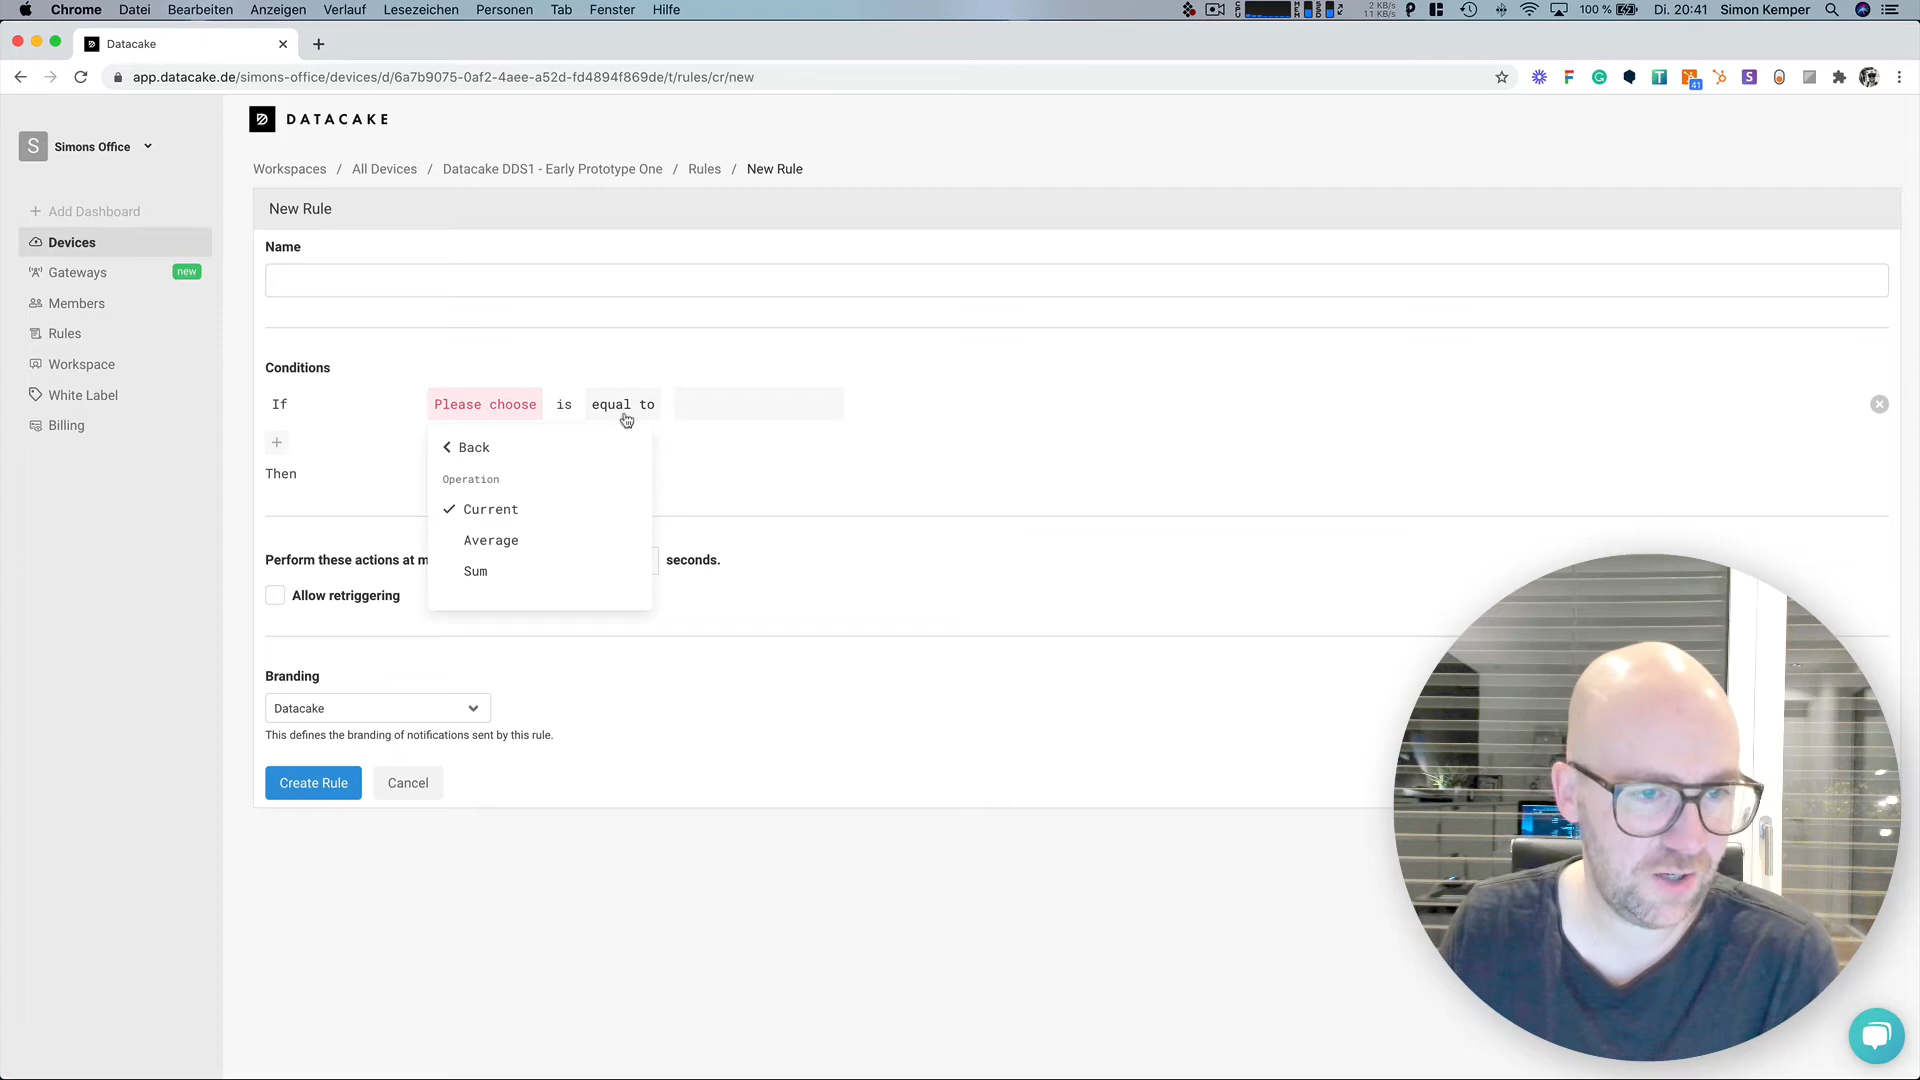 Chrome Datei Bearbeiten Anzeigen Verlauf Lesezeichen Personen Tab Fenster Hilfe
2 KB/s
1.1 KB/s
100 % Di. 20:41 Simon Kemper
Datacake
app.datacake.de/simons-office/devices/d/6a7b9075-0af2-4aee-a52d-fd4894f869de/t/rules/cr/new
41
S Simons Office
DATACAKE
Workspaces / All Devices / Datacake DDS1 - Early Prototype One / Rules / New Rule
Add Dashboard
Devices
Gateways new
Members
Rules
Workspace
White Label
Billing
New Rule
Name
Conditions
If Please choose is equal to
Back
Operation
Current
Average
Sum
Then
Perform these actions at m seconds.
Allow retriggering
Branding
Datacake
This defines the branding of notifications sent by this rule.
Create Rule Cancel